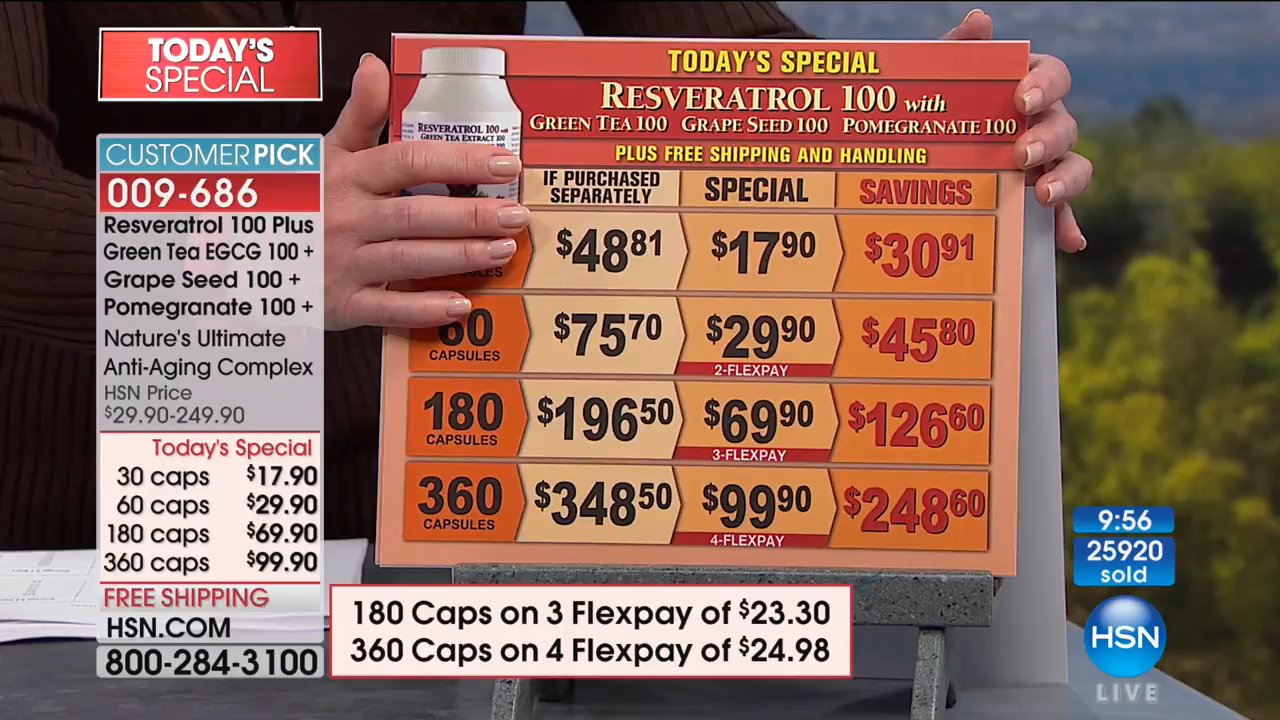 TODAY'S
SPECIAL
CUSTOMER PICK
009-686
Resveratrol 100 Plus
Green Tea EGCG 100 +
Grape Seed 100 +
Pomegranate 100 +
Nature's Ultimate
Anti-Aging Complex
HSN Price
$29.90-249.90
Today's Special
30 caps $17.90
60 caps $29.90
180 caps $69.90
360 caps $99.90
FREE SHIPPING
HSN.COM
800-284-3100
TODAY'S SPECIAL
RESVERATROL 100 with
GREEN TEA 100 GRAPE SEED 100 POMEGRANATE 100
PLUS FREE SHIPPING AND HANDLING
RESVERATROL 100 with
GREEN TEA EXTRACT 100
IF PURCHASED
SEPARATELY
SPECIAL
SAVINGS
$48.81 $17.90 $30.91
60
CAPSULES
$75.70 $29.90 $45.80
2-FLEXPAY
180
CAPSULES
$196.50 $69.90 $126.60
3-FLEXPAY
360
CAPSULES
$348.50 $99.90 $248.60
4-FLEXPAY
180 Caps on 3 Flexpay of $23.30
360 Caps on 4 Flexpay of $24.98
9:56
25920
sold
HSN
LIVE